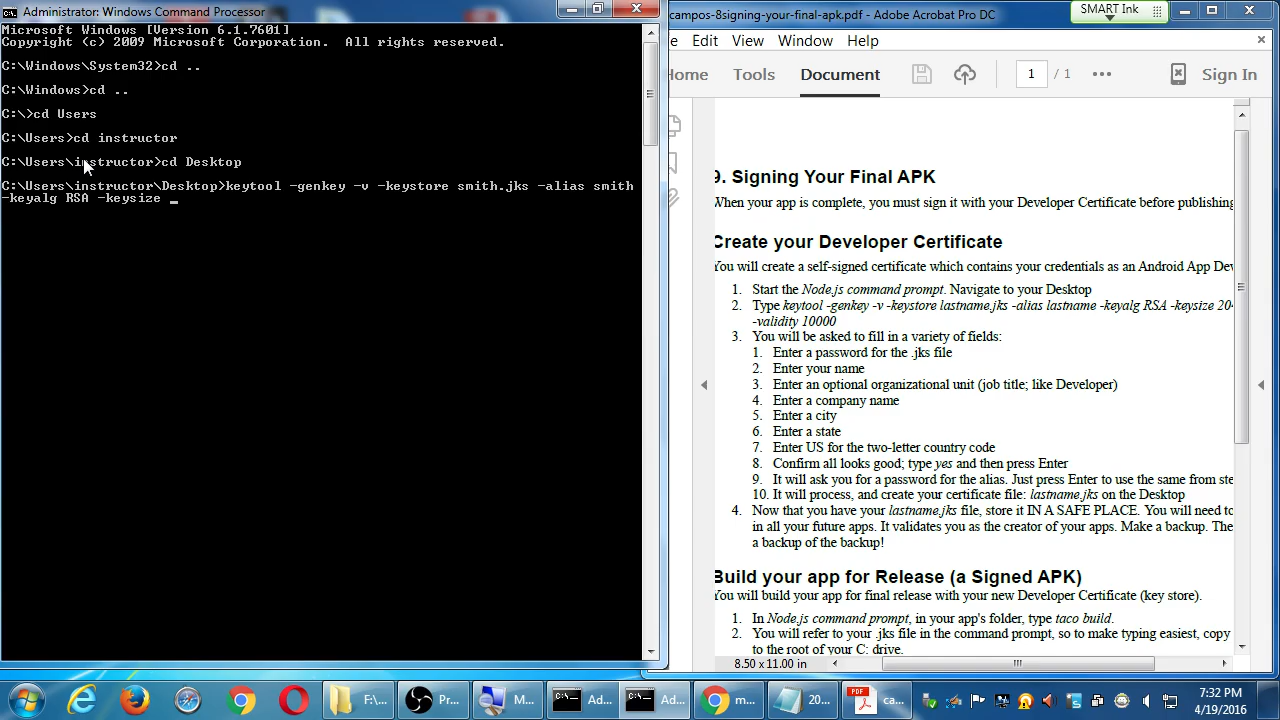 Administrator: Windows Command Processor
Microsoft Windows [Version 6.1.7601]
Copyright (c) 2009 Microsoft Corporation.  All rights reserved.
C:\Windows\System32>cd ..
C:\Windows>cd ..
C:\>cd Users
C:\Users>cd instructor
C:\Users\instructor>cd Desktop
C:\Users\instructor\Desktop>keytool -genkey -v -keystore smith.jks -alias smith
-keyalg RSA -keysize _
campos-8signing-your-final-apk.pdf - Adobe Acrobat Pro DC
SMART Ink
e Edit View Window Help
Home Tools Document 1 / 1 Sign In
9. Signing Your Final APK
When your app is complete, you must sign it with your Developer Certificate before publishing
Create your Developer Certificate
You will create a self-signed certificate which contains your credentials as an Android App Dev
1. Start the Node.js command prompt. Navigate to your Desktop
2. Type keytool -genkey -v -keystore lastname.jks -alias lastname -keyalg RSA -keysize 204
-validity 10000
3. You will be asked to fill in a variety of fields:
1. Enter a password for the .jks file
2. Enter your name
3. Enter an optional organizational unit (job title; like Developer)
4. Enter a company name
5. Enter a city
6. Enter a state
7. Enter US for the two-letter country code
8. Confirm all looks good; type yes and then press Enter
9. It will ask you for a password for the alias. Just press Enter to use the same from ste
10. It will process, and create your certificate file: lastname.jks on the Desktop
4. Now that you have your lastname.jks file, store it IN A SAFE PLACE. You will need to
in all your future apps. It validates you as the creator of your apps. Make a backup. The
a backup of the backup!
Build your app for Release (a Signed APK)
You will build your app for final release with your new Developer Certificate (key store).
1. In Node.js command prompt, in your app's folder, type taco build.
2. You will refer to your .jks file in the command prompt, so to make typing easiest, copy
to the root of your C: drive.
8.50 x 11.00 in
F:\... Pr... M... Ad... Ad... m... 20... PDF ca...
7:32 PM
4/19/2016